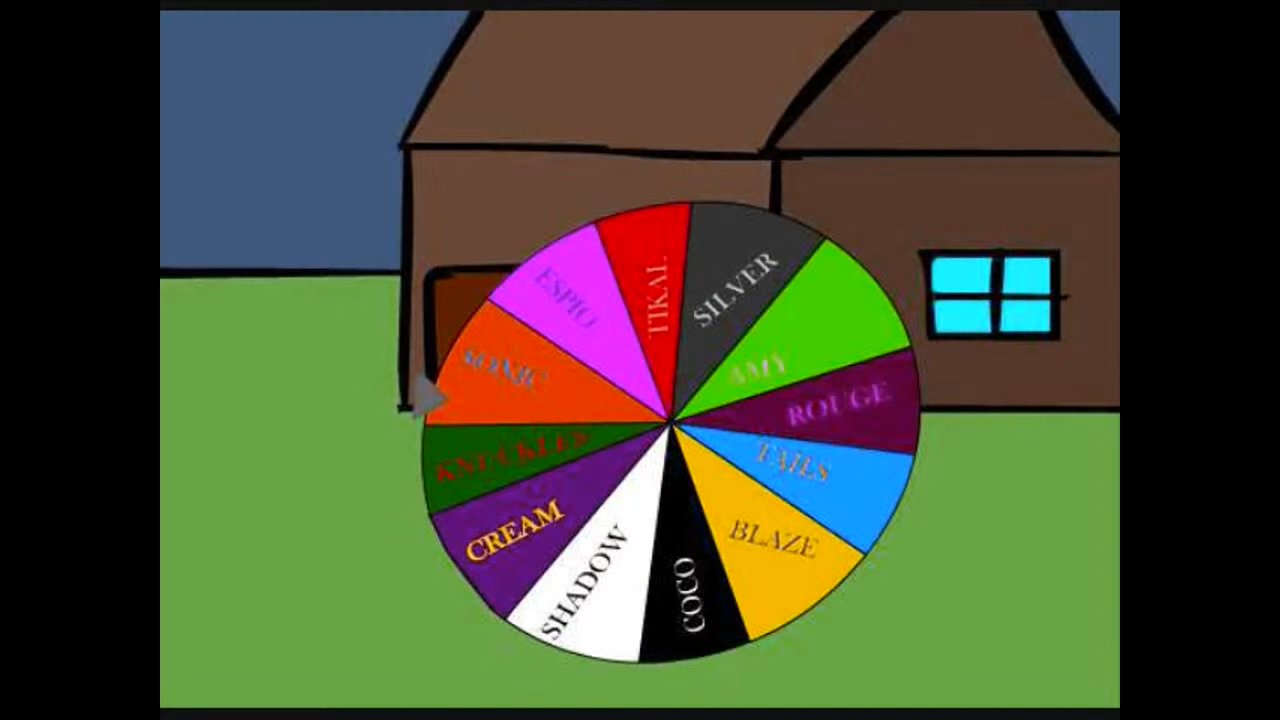 TIKAL
SILVER
ESPIO
AMY
SONIC
ROUGE
KNUCKLES
TAILS
CREAM
BLAZE
SHADOW
COCO